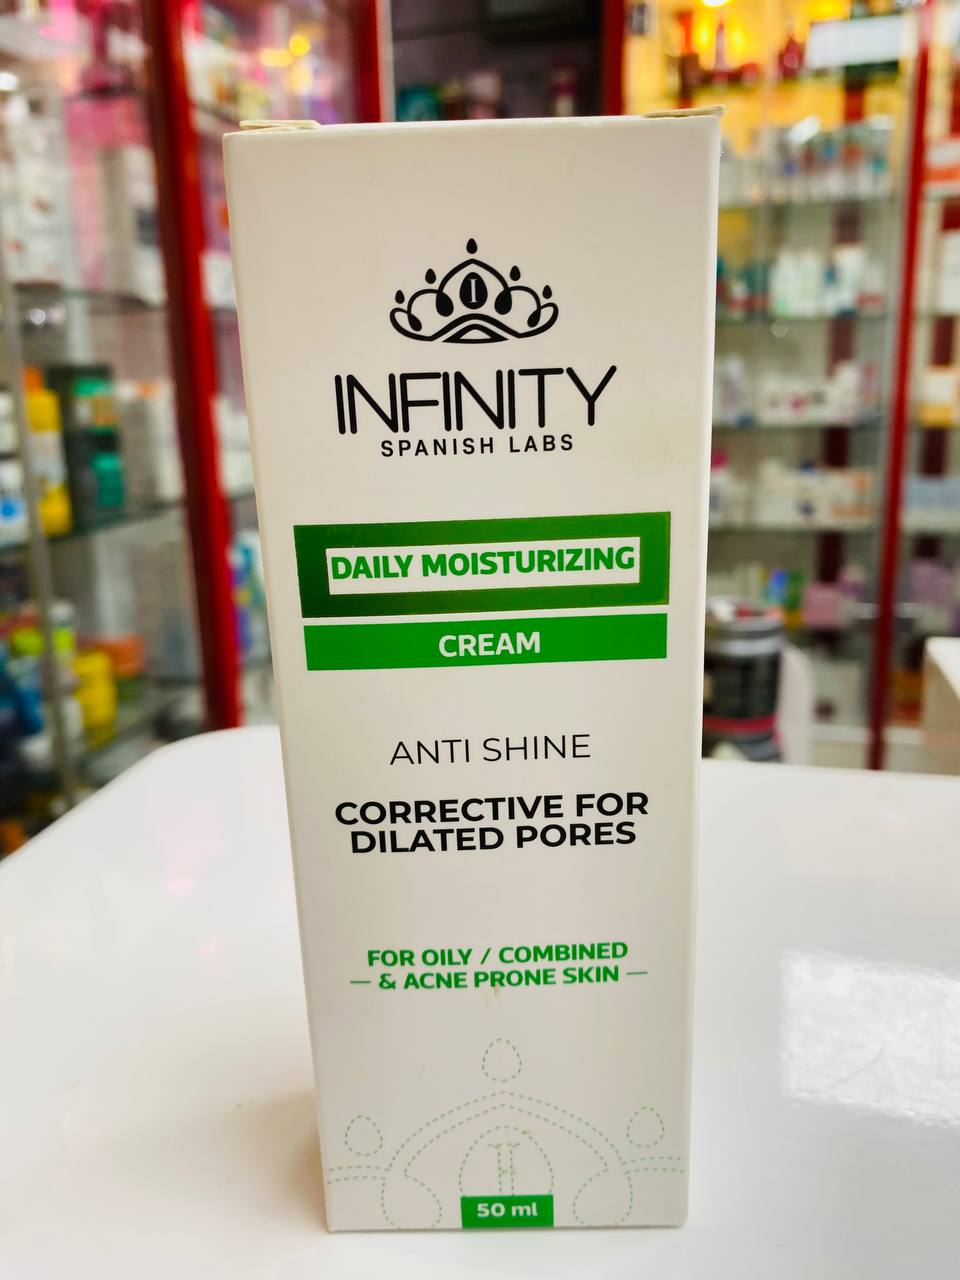 I
INFINITY
SPANISH LABS
DAILY MOISTURIZING
CREAM
ANTI SHINE
CORRECTIVE FOR
DILATED PORES
FOR OILY / COMBINED
— & ACNE PRONE SKIN —
I
50 ml